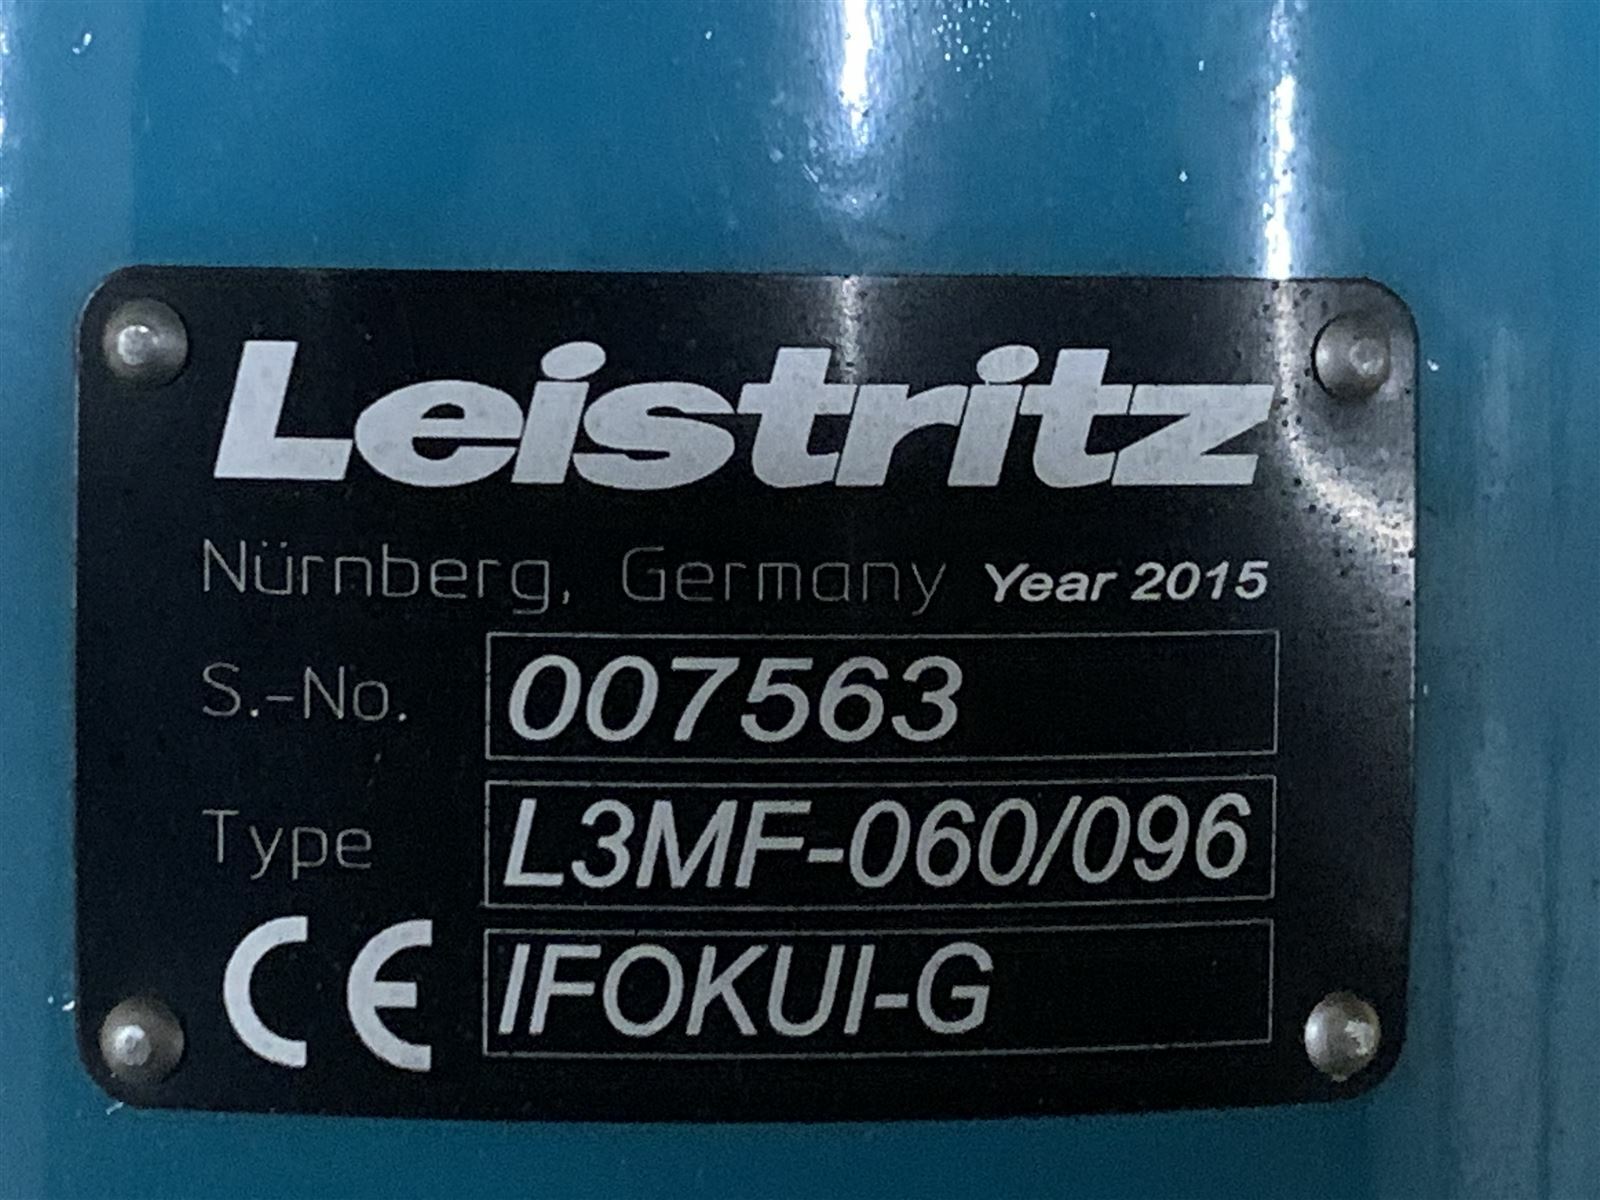 Leistritz
Nürnberg, Germany Year 2015
S.-No. 007563
Type L3MF-060/096
CE IFOKUI-G